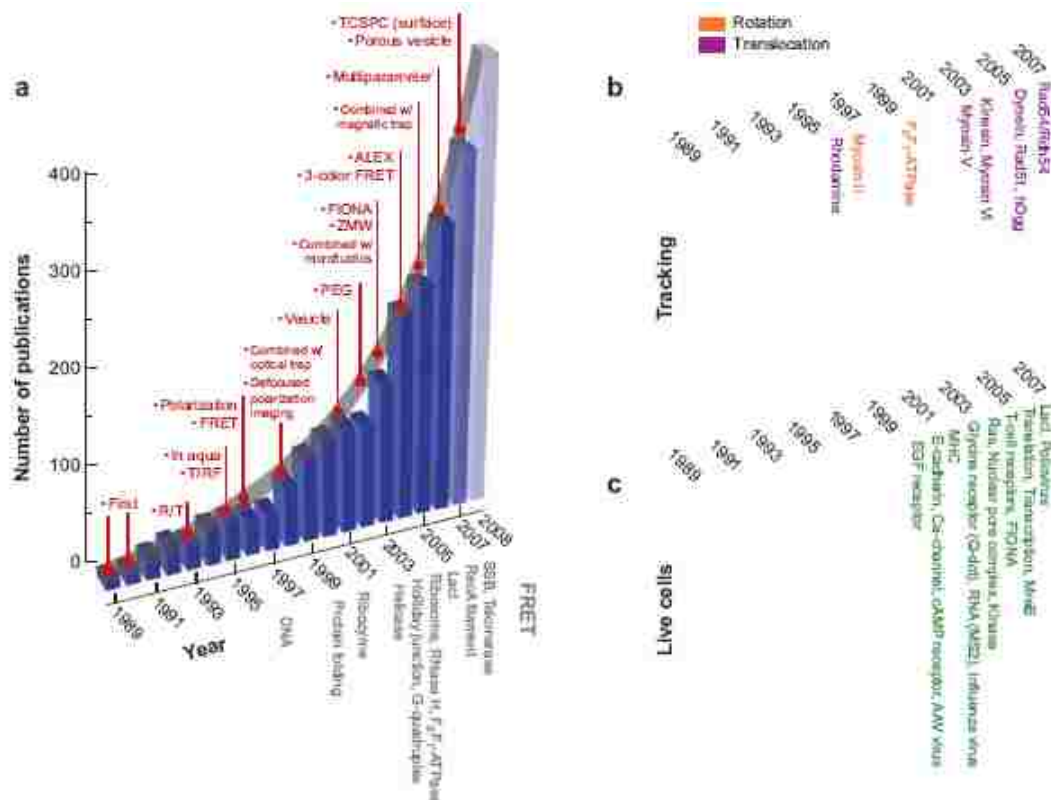 a
• TCSPC (surface)
• Porous vesicle
• Multiparameter
• Combined w/
magnetic trap
• ALEX
• 3-color FRET
• FIONA
• ZMW
• Combined w/
microfluidics
• PEG
• Vesicle
• Combined w/
optical trap
• Defocused
polarization
imaging
• Polarization
• FRET
• In aqua
• TIRF
• R/T
• First
Number of publications
400
300
200
100
0
1989
1991
1993
1995
1997
1999
2001
2003
2005
2007
2008
Year
DNA
Protein folding
Ribozyme
Helicase
Holliday junction, G-quadruplex
Ribosome, RNase H, F₀F₁-ATPase
LacI
RecA filament
SSB, Telomerase
FRET
Rotation
Translocation
b
1989
1991
1993
1995
1997
1999
2001
2003
2005
2007
Rhodamine
Myosin II
F₀F₁-ATPase
Myosin V
Kinesin, Myosin VI
Dynein, Rad51, hOgg
Rad54/Rdh54
Tracking
c
1989
1991
1993
1995
1997
1999
2001
2003
2005
2007
EGF receptor
E-cadherin, Ca-channel, cAMP receptor, AAV virus
MHC
Glycine receptor (Q-dot), RNA (MS2), Influenza virus
Ras, Nuclear pore complex, Kinase
T-cell receptors, FIONA
Translation, Transcription, MreB
LacI, Poliovirus
Live cells